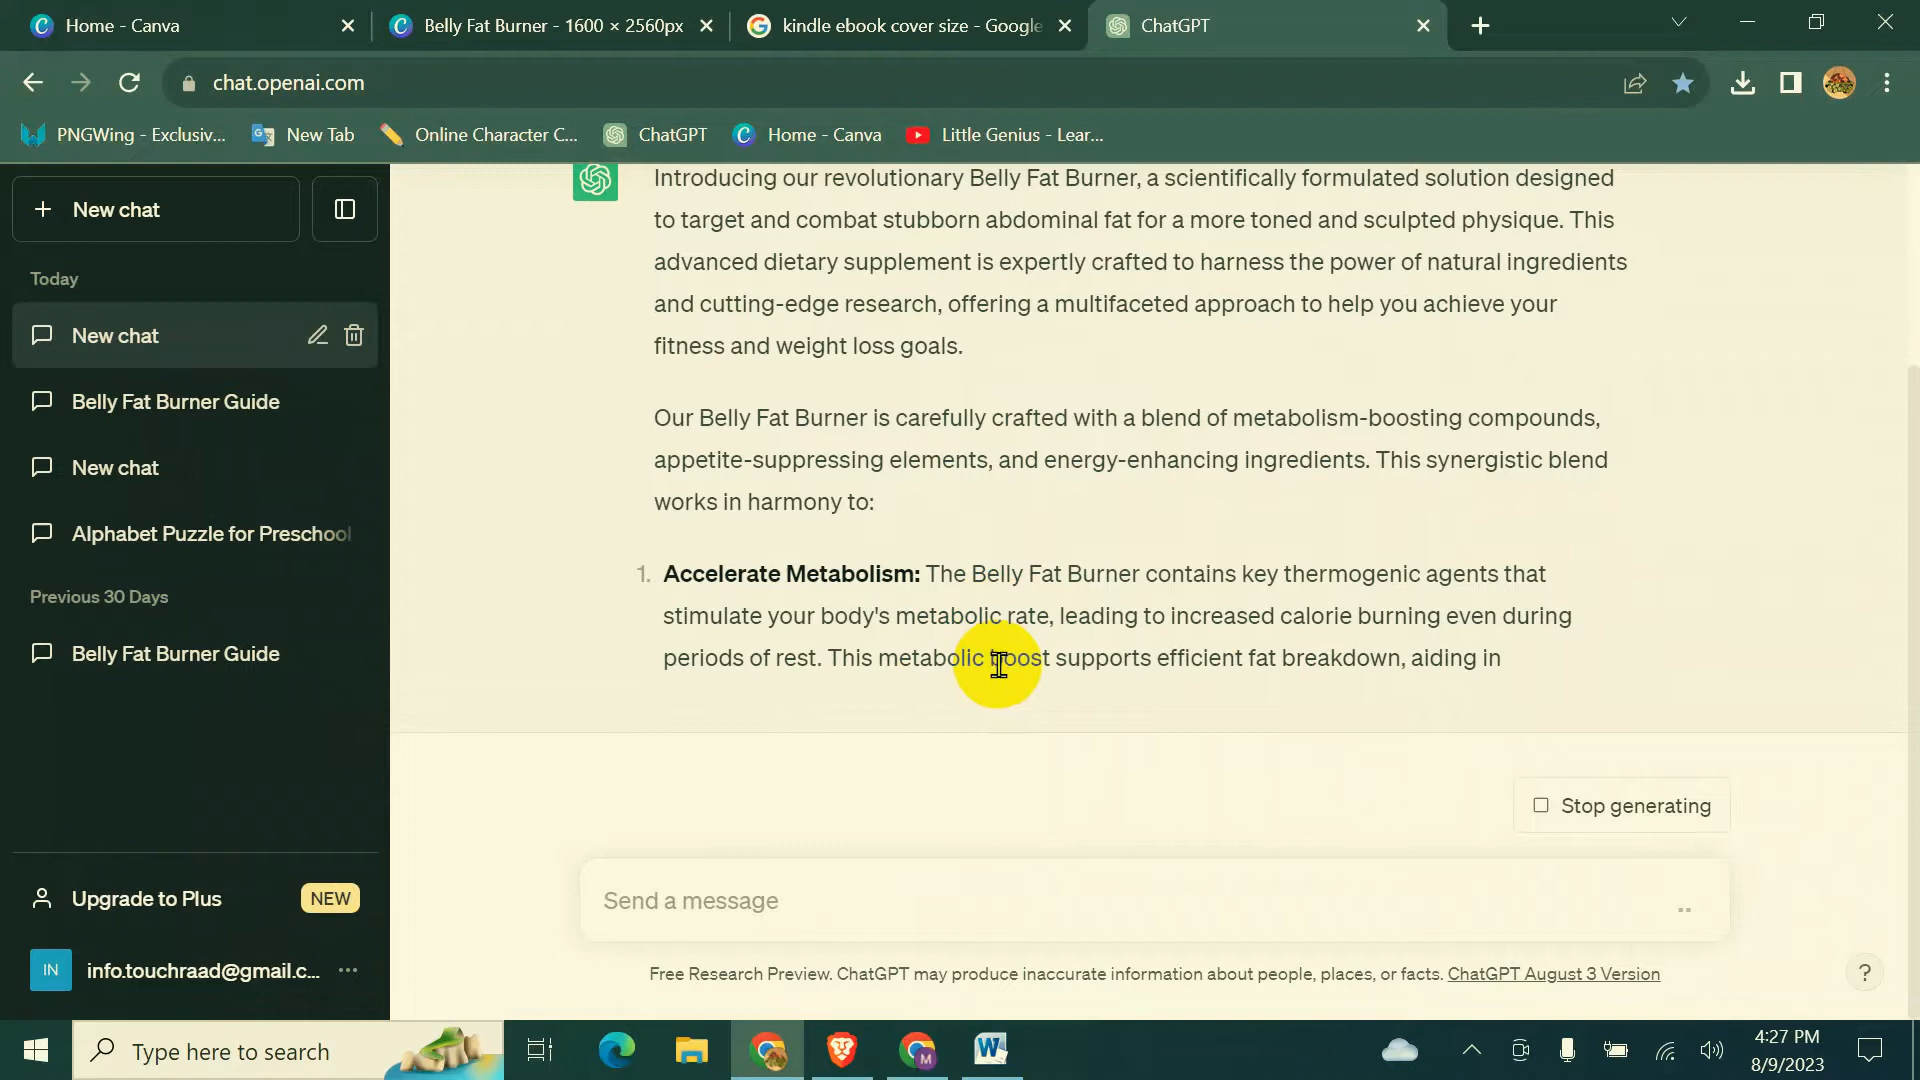 Home - Canva
Belly Fat Burner - 1600 × 2560px
kindle ebook cover size - Google
ChatGPT
chat.openai.com
PNGWing - Exclusiv...
New Tab
Online Character C...
ChatGPT
Home - Canva
Little Genius - Lear...
New chat
Today
New chat
Belly Fat Burner Guide
New chat
Alphabet Puzzle for Preschool
Previous 30 Days
Belly Fat Burner Guide
Upgrade to Plus
NEW
IN
info.touchraad@gmail.c...
Introducing our revolutionary Belly Fat Burner, a scientifically formulated solution designed
to target and combat stubborn abdominal fat for a more toned and sculpted physique. This
advanced dietary supplement is expertly crafted to harness the power of natural ingredients
and cutting-edge research, offering a multifaceted approach to help you achieve your
fitness and weight loss goals.
Our Belly Fat Burner is carefully crafted with a blend of metabolism-boosting compounds,
appetite-suppressing elements, and energy-enhancing ingredients. This synergistic blend
works in harmony to:
1. Accelerate Metabolism: The Belly Fat Burner contains key thermogenic agents that
stimulate your body's metabolic rate, leading to increased calorie burning even during
periods of rest. This metabolic boost supports efficient fat breakdown, aiding in
Stop generating
Send a message
Free Research Preview. ChatGPT may produce inaccurate information about people, places, or facts. ChatGPT August 3 Version
?
Type here to search
M
W
4:27 PM
8/9/2023